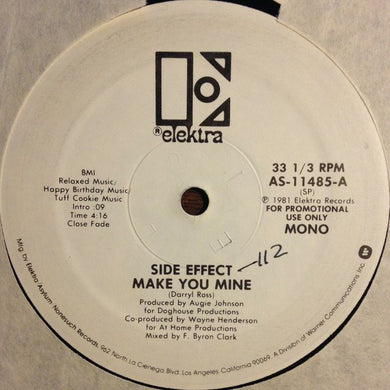 ® elektra
BMI
Relaxed Music/
Happy Birthday Music/
Tuff Cookie Music
Intro :09
Time 4:16
Close Fade
33 1/3 RPM
AS-11485-A
(SP)
℗ 1981 Elektra Records
FOR PROMOTIONAL
USE ONLY
MONO
SIDE EFFECT
112
MAKE YOU MINE
(Darryl Ross)
Produced by Augie Johnson
for Doghouse Productions
Co-produced by Wayne Henderson
for At Home Productions
Mixed by F. Byron Clark
Mfg by Elektra Asylum Nonesuch Records, 962 North La Cienega Blvd. Los Angeles, California 90069. A Division of Warner Communications Inc.